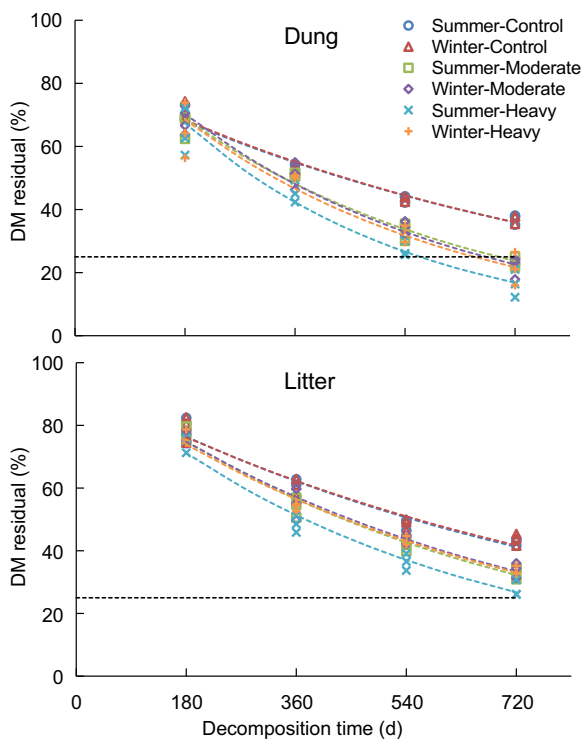 Dung
Summer-Control
Winter-Control
Summer-Moderate
Winter-Moderate
Summer-Heavy
Winter-Heavy
DM residual (%)
100
80
60
40
20
0
Litter
DM residual (%)
100
80
60
40
20
0
0 180 360 540 720
Decomposition time (d)